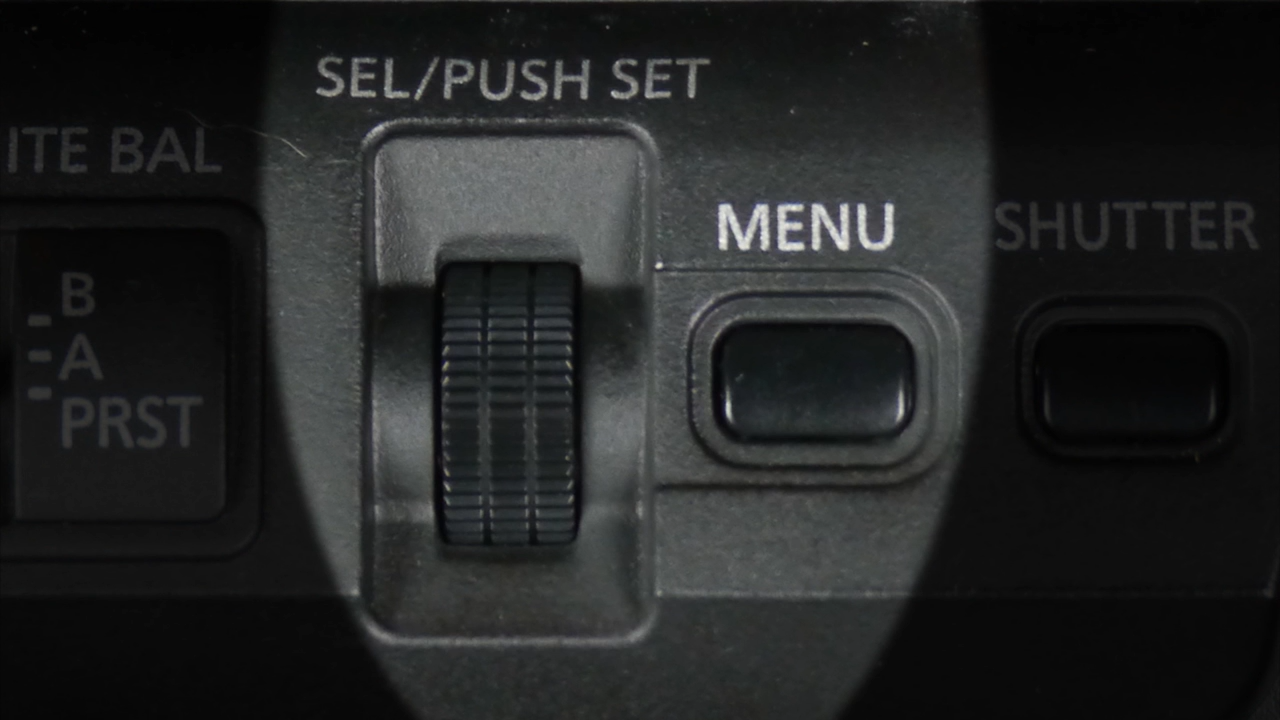 SEL/PUSH SET
ITE BAL
MENU
SHUTTER
B
A
PRST